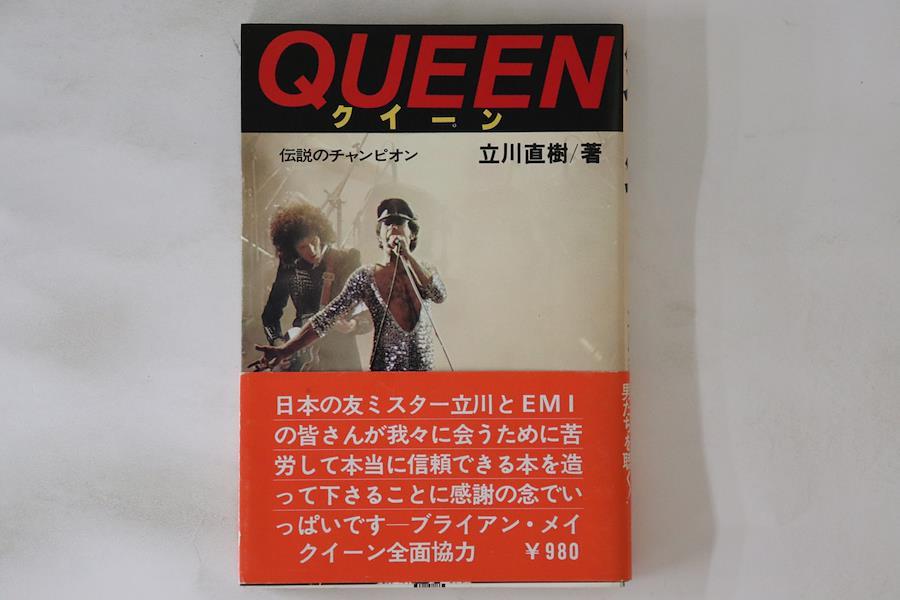 QUEEN
クイーン
伝説のチャンピオン
立川直樹/著
日本の友ミスター立川とEMI
の皆さんが我々に会うために苦
労して本当に信頼できる本を造
って下さることに感謝の念でい
っぱいです─ブライアン・メイ
クイーン全面協力 ￥980